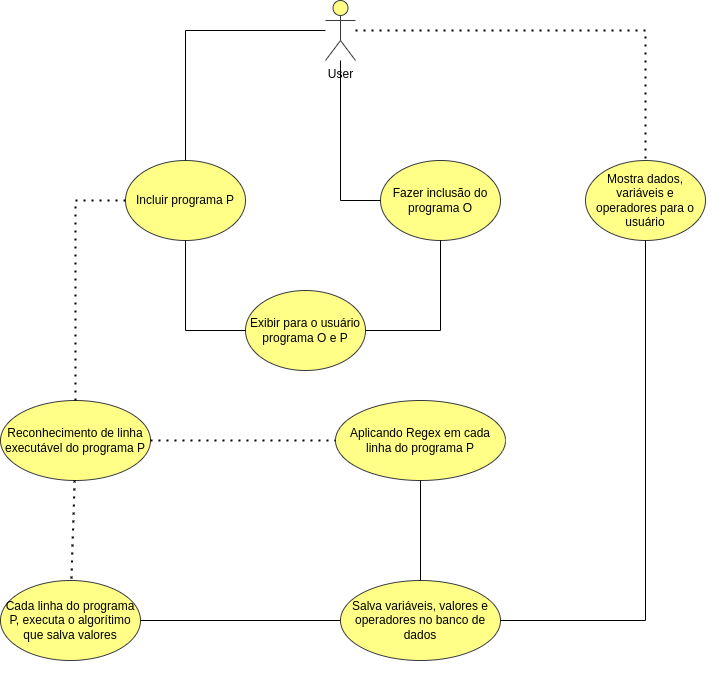 User
Incluir programa P
Fazer inclusão do
programa O
Mostra dados,
variáveis e
operadores para o
usuário
Exibir para o usuário
programa O e P
Reconhecimento de linha
executável do programa P
Aplicando Regex em cada
linha do programa P
Cada linha do programa
P, executa o algorítimo
que salva valores
Salva variáveis, valores e
operadores no banco de
dados